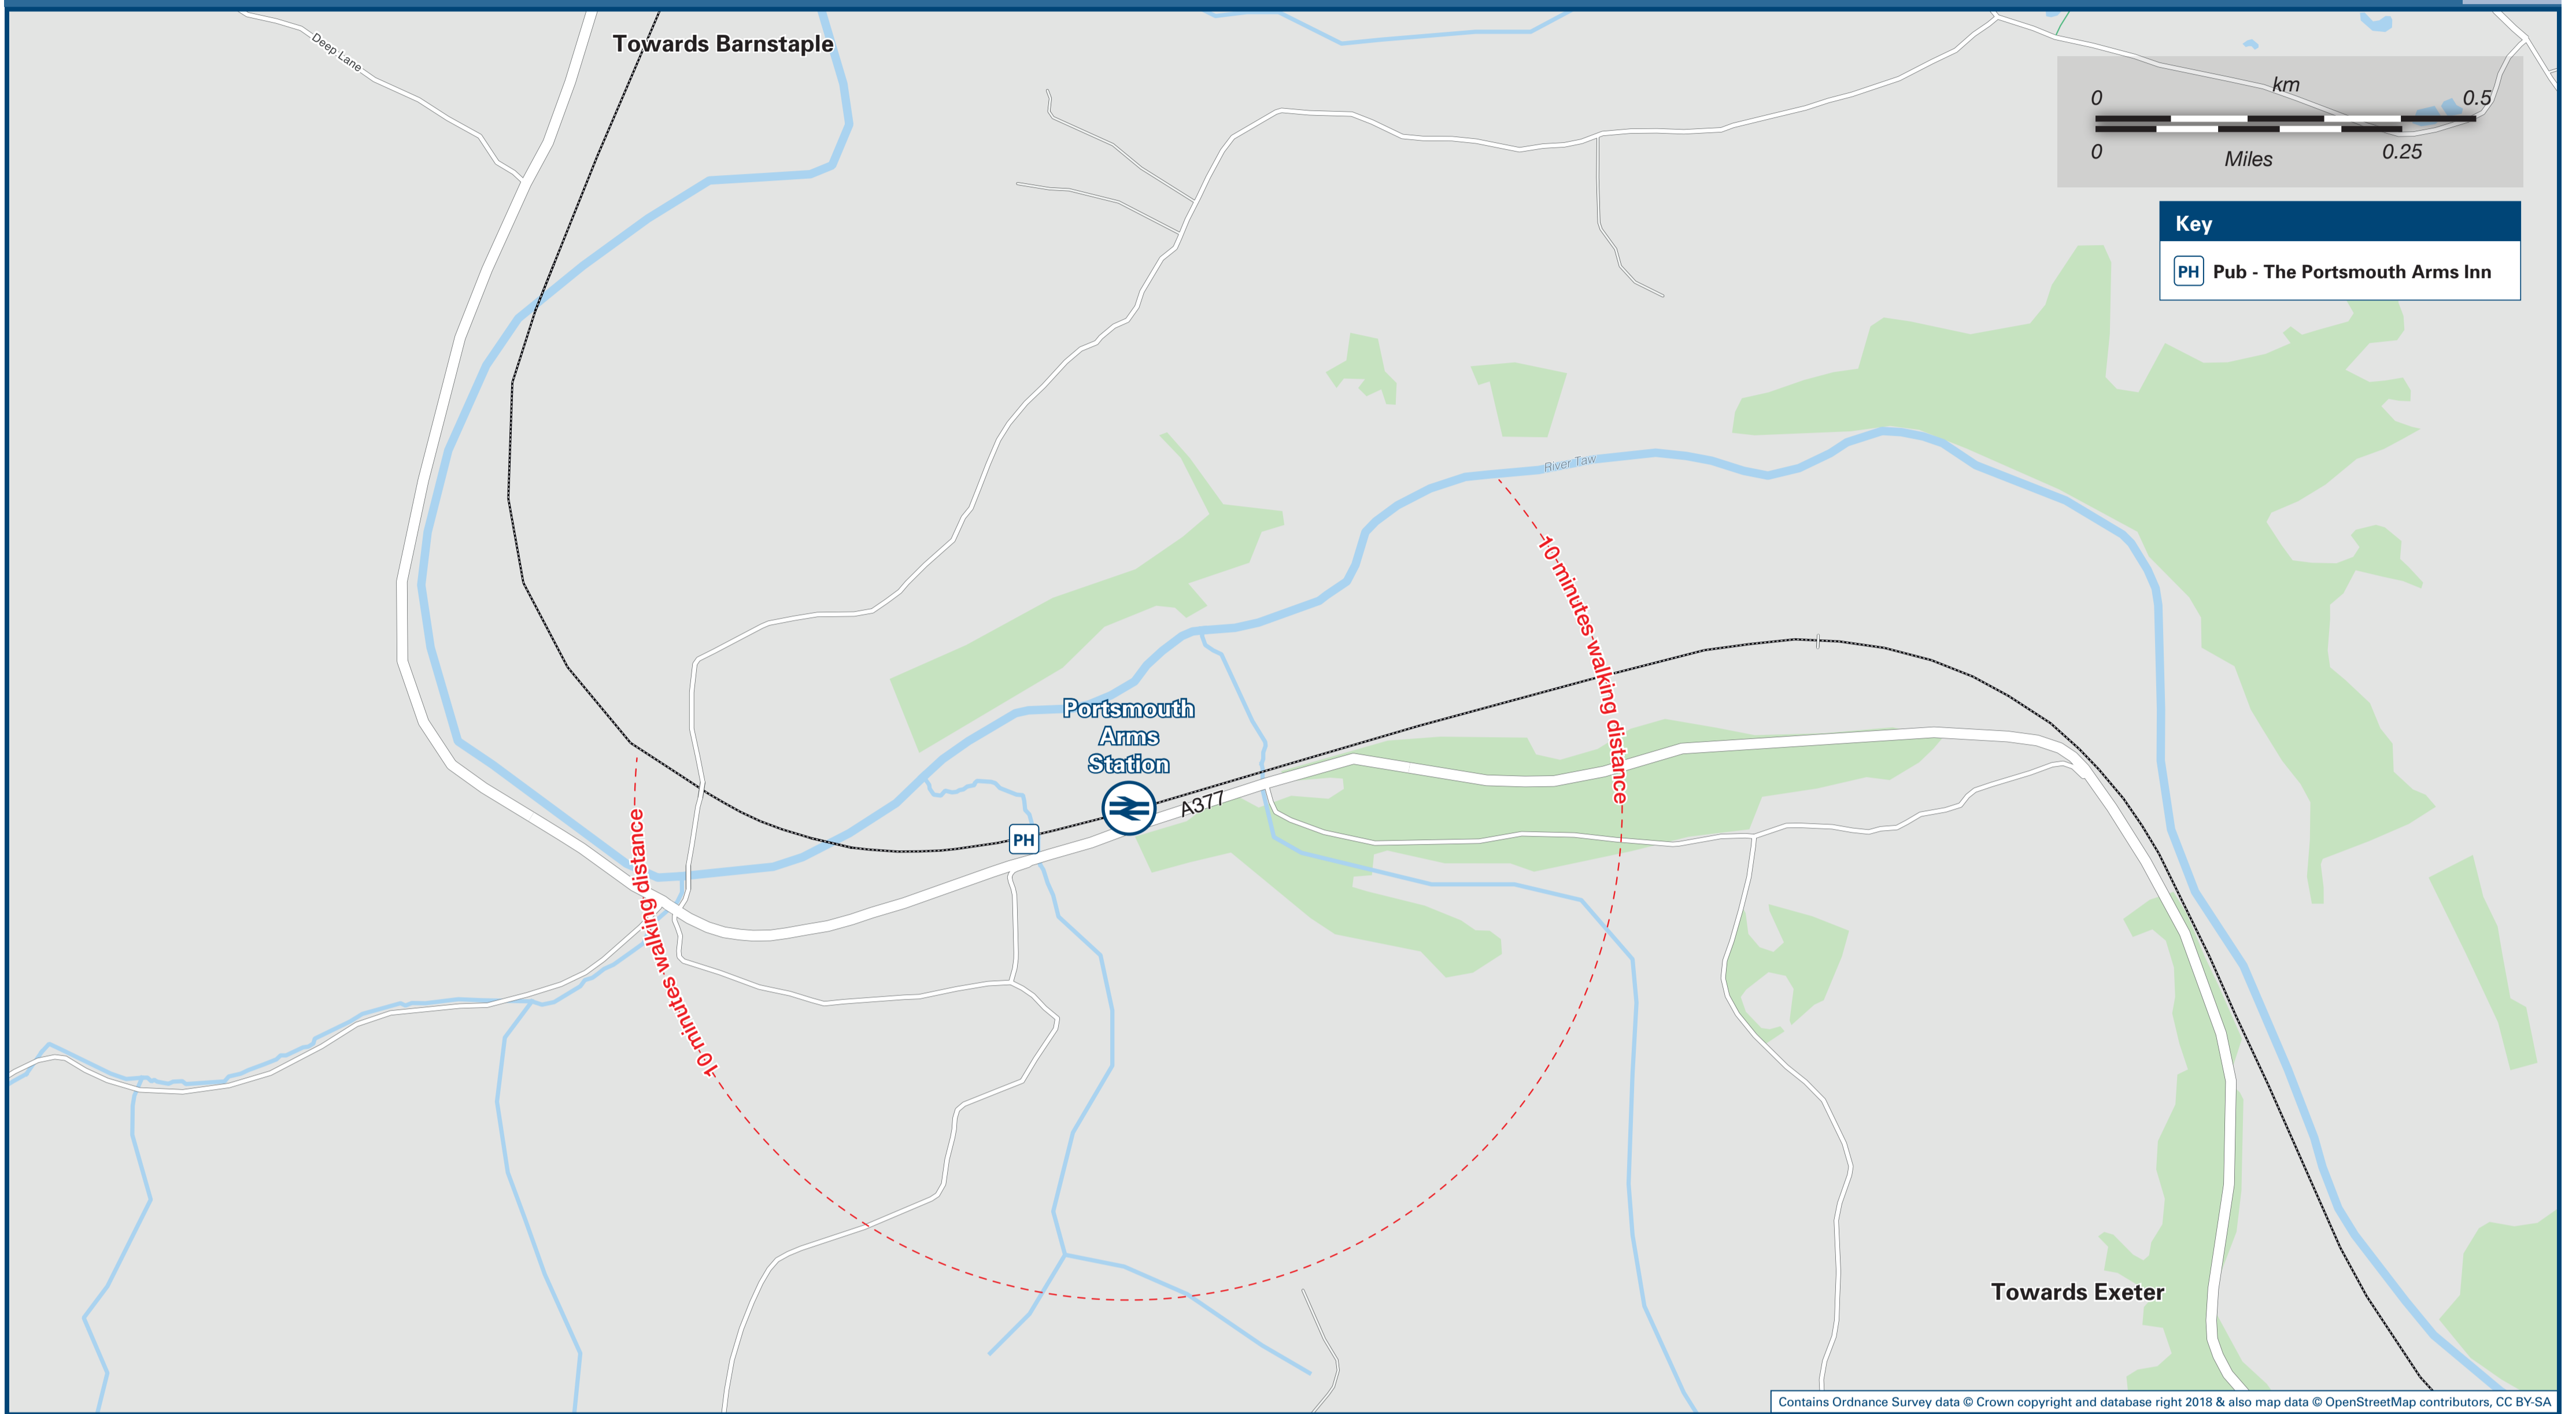 Deep Lane
Towards Barnstaple
km
0
0.5
0
Miles
0.25
Key
PH Pub - The Portsmouth Arms Inn
River Taw
10 minutes walking distance
Portsmouth
Arms
Station
A377
PH
10 minutes walking distance
Towards Exeter
Contains Ordnance Survey data © Crown copyright and database right 2018 & also map data © OpenStreetMap contributors, CC BY-SA